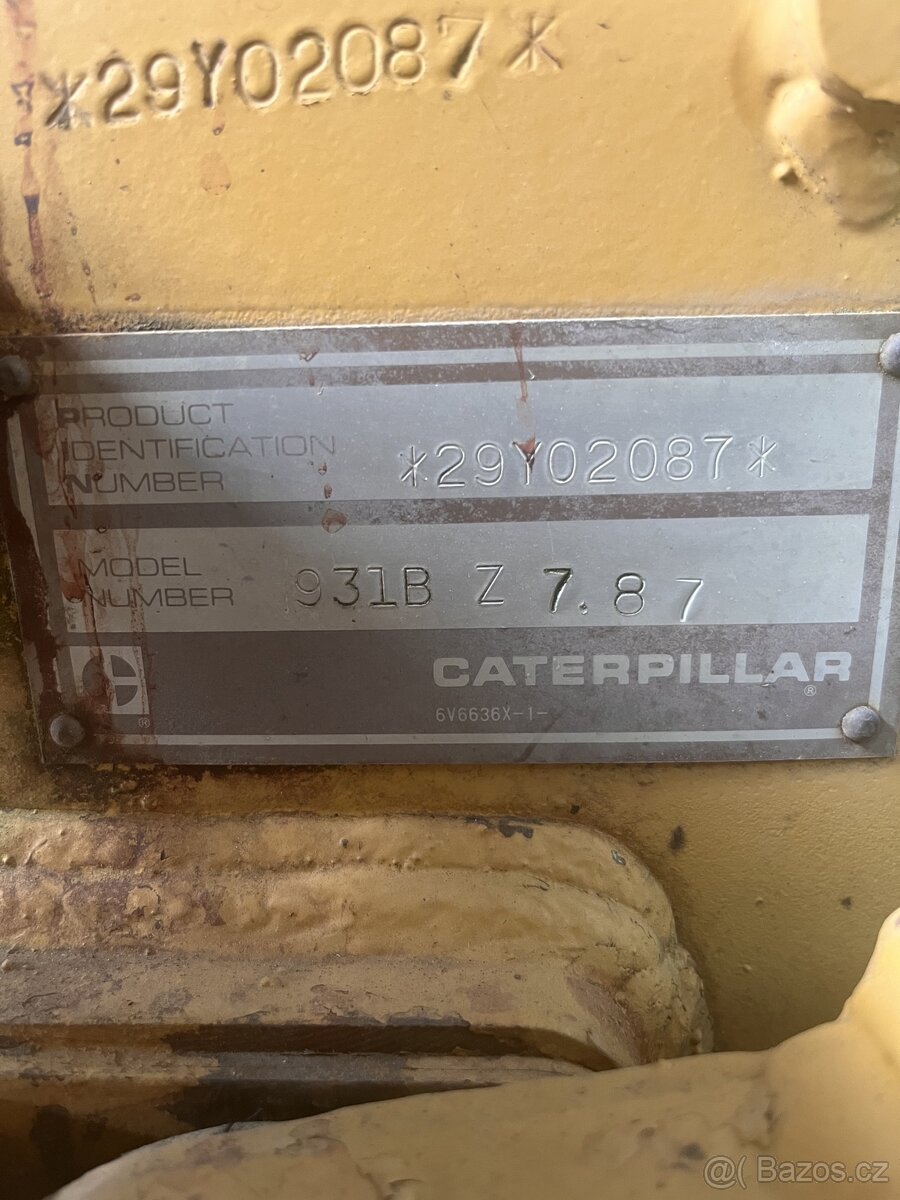 *29Y02087*
PRODUCT
IDENTIFICATION
NUMBER
*29Y02087*
MODEL
NUMBER
931B Z 7.87
CATERPILLAR®
®
6V6636X-1-
@( Bazos.cz